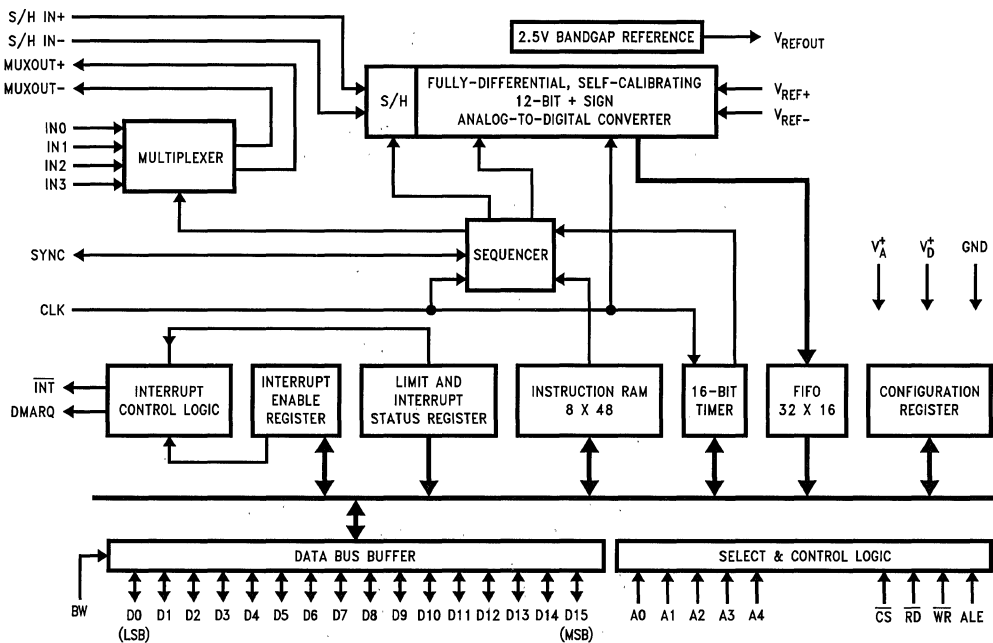 S/H IN+
S/H IN-
MUXOUT+
MUXOUT-
IN0
IN1
IN2
IN3
MULTIPLEXER
2.5V BANDGAP REFERENCE
VREFOUT
S/H
FULLY-DIFFERENTIAL, SELF-CALIBRATING
12-BIT + SIGN
ANALOG-TO-DIGITAL CONVERTER
VREF+
VREF-
SYNC
SEQUENCER
CLK
V_A^+
V_D^+
GND
I̅N̅T̅
DMARQ
INTERRUPT
CONTROL LOGIC
INTERRUPT
ENABLE
REGISTER
LIMIT AND
INTERRUPT
STATUS REGISTER
INSTRUCTION RAM
8 X 48
16-BIT
TIMER
FIFO
32 X 16
CONFIGURATION
REGISTER
DATA BUS BUFFER
SELECT & CONTROL LOGIC
BW
D0 D1 D2 D3 D4 D5 D6 D7 D8 D9 D10 D11 D12 D13 D14 D15
(LSB) (MSB)
A0 A1 A2 A3 A4
C̅S̅ R̅D̅ W̅R̅ ALE